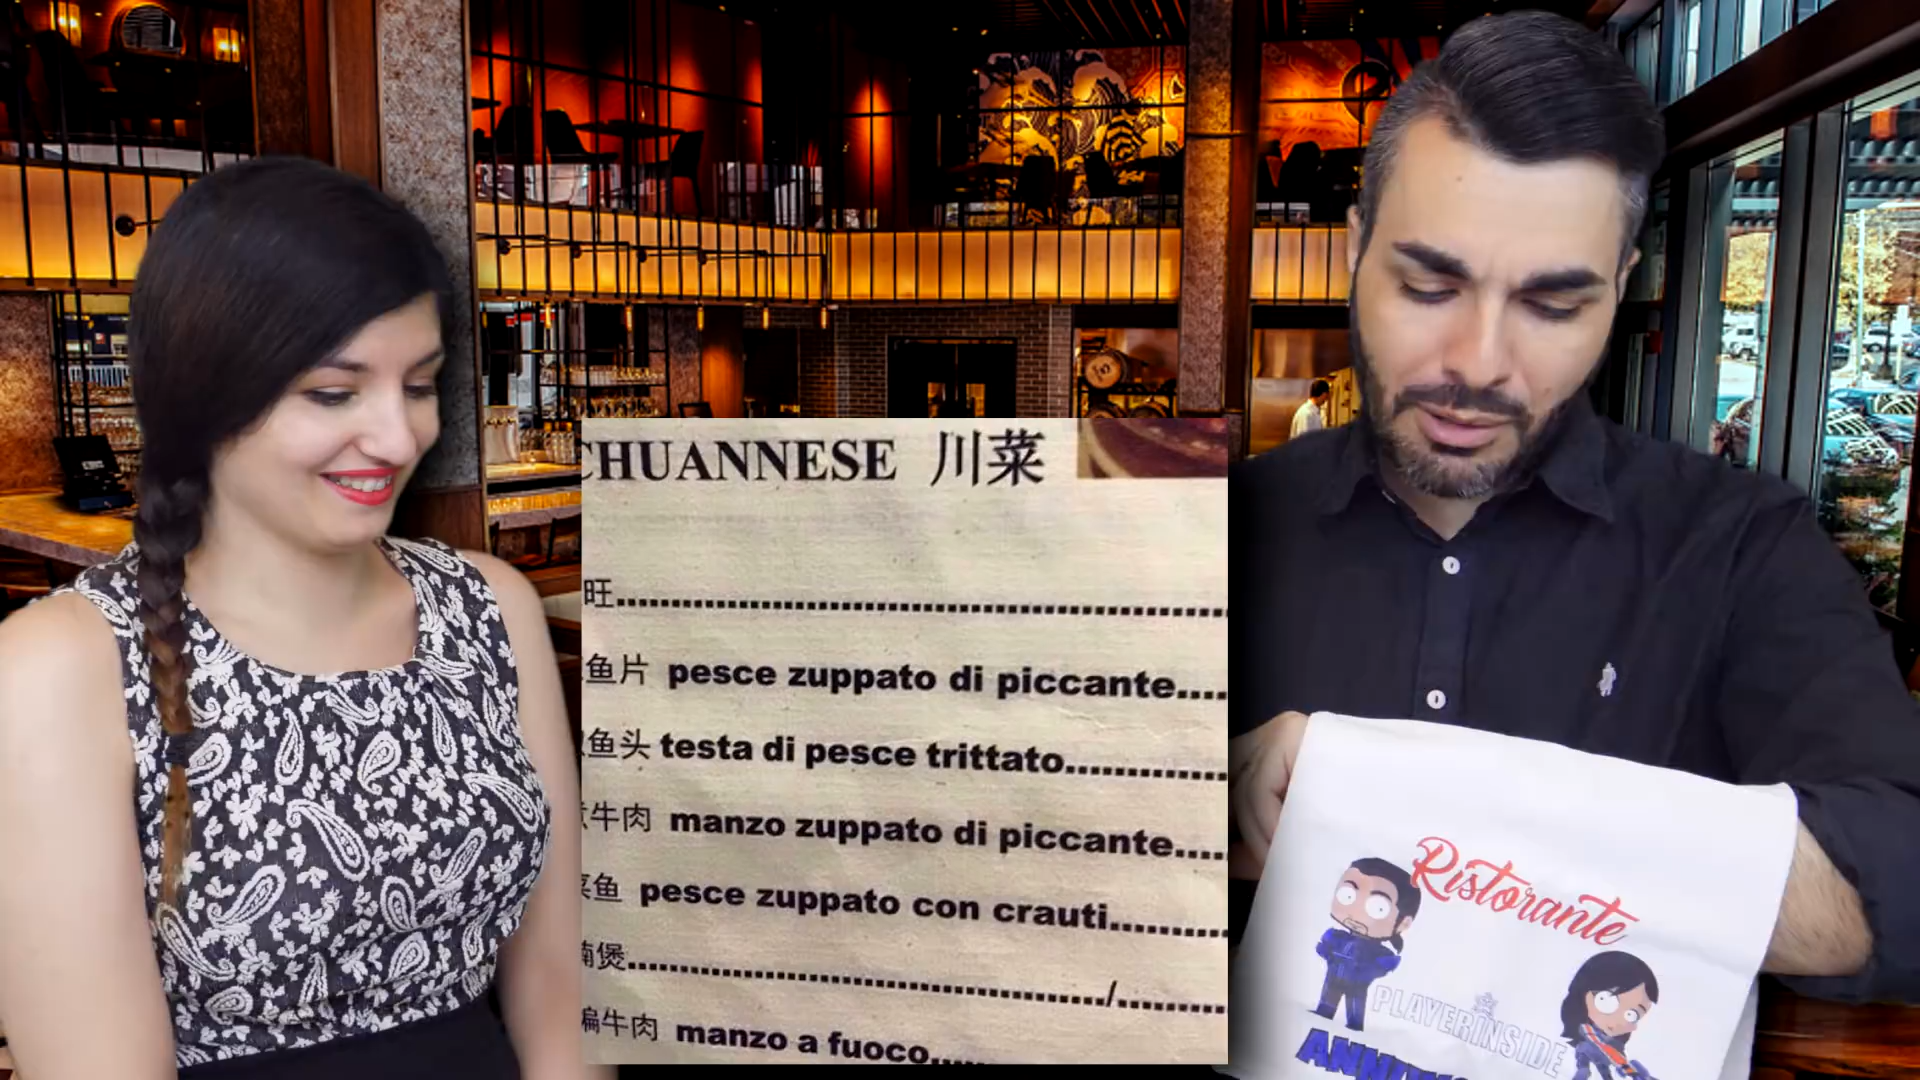 CHUANNESE 川菜
旺
鱼片 pesce zuppato di piccante....
鱼头 testa di pesce trittato
牛肉 manzo zuppato di piccante....
菜鱼 pesce zuppato con crauti
煲 /
牛肉 manzo a fuoco
Ristorante
PLAYERINSIDE